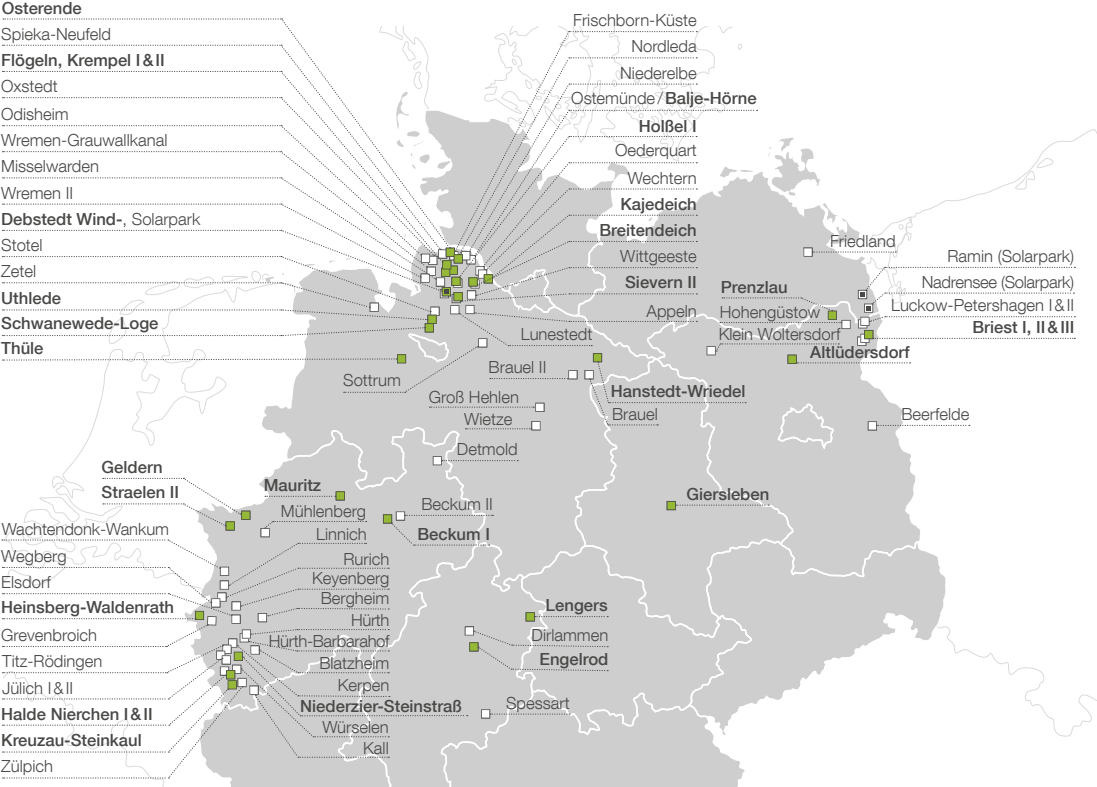 Osterende
Spieka-Neufeld
Flögeln, Krempel I & II
Oxstedt
Odisheim
Wremen-Grauwallkanal
Misselwarden
Wremen II
Debstedt Wind-, Solarpark
Stotel
Zetel
Uthlede
Schwanewede-Loge
Thüle
Frischborn-Küste
Nordleda
Niederelbe
Ostemünde/Balje-Hörne
Holßel I
Oederquart
Wechtern
Kajedeich
Breitendeich
Wittgeeste
Sievern II
Appeln
Lunestedt
Sottrum
Brauel II
Groß Hehlen
Wietze
Detmold
Hanstedt-Wriedel
Brauel
Friedland
Ramin (Solarpark)
Nadrensee (Solarpark)
Luckow-Petershagen I & II
Briest I, II & III
Prenzlau
Hohengüstow
Klein Woltersdorf
Altlüdersdorf
Beerfelde
Giersleben
Geldern
Straelen II
Mauritz
Mühlenberg
Beckum II
Beckum I
Wachtendonk-Wankum
Wegberg
Elsdorf
Heinsberg-Waldenrath
Grevenbroich
Titz-Rödingen
Jülich I & II
Halde Nierchen I & II
Kreuzau-Steinkaul
Zülpich
Linnich
Rurich
Keyenberg
Bergheim
Hürth
Hürth-Barbarahof
Blatzheim
Kerpen
Niederzier-Steinstraß
Würselen
Kall
Lengers
Dirlammen
Engelrod
Spessart